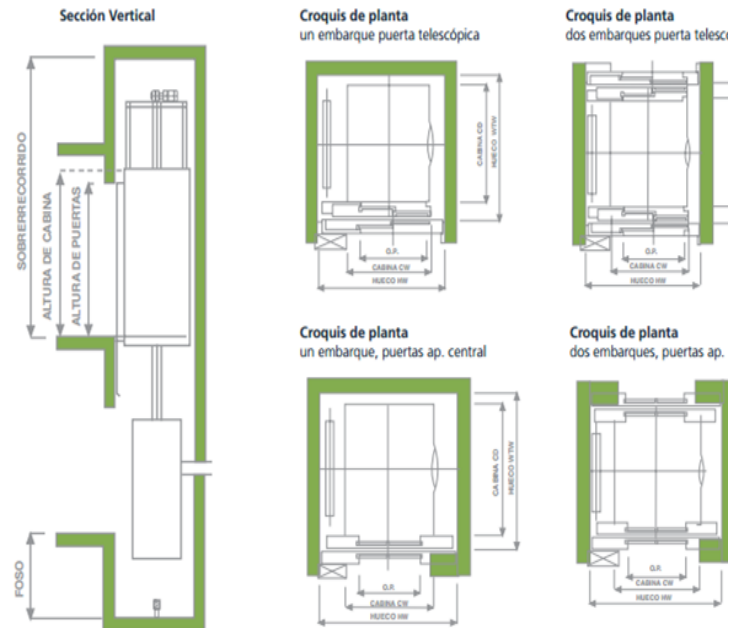 Sección Vertical
SOBRERRECORRIDO
ALTURA DE CABINA
ALTURA DE PUERTAS
FOSO
Croquis de planta
un embarque puerta telescópica
CABINA CD
HUECO WTW
O.P.
CABINA CW
HUECO HW
Croquis de planta
dos embarques puerta telesc
O.P.
CABINA CW
HUECO HW
Croquis de planta
un embarque, puertas ap. central
CABINA CD
HUECO WTW
O.P.
CABINA CW
HUECO HW
Croquis de planta
dos embarques, puertas ap.
O.P.
CABINA CW
HUECO HW